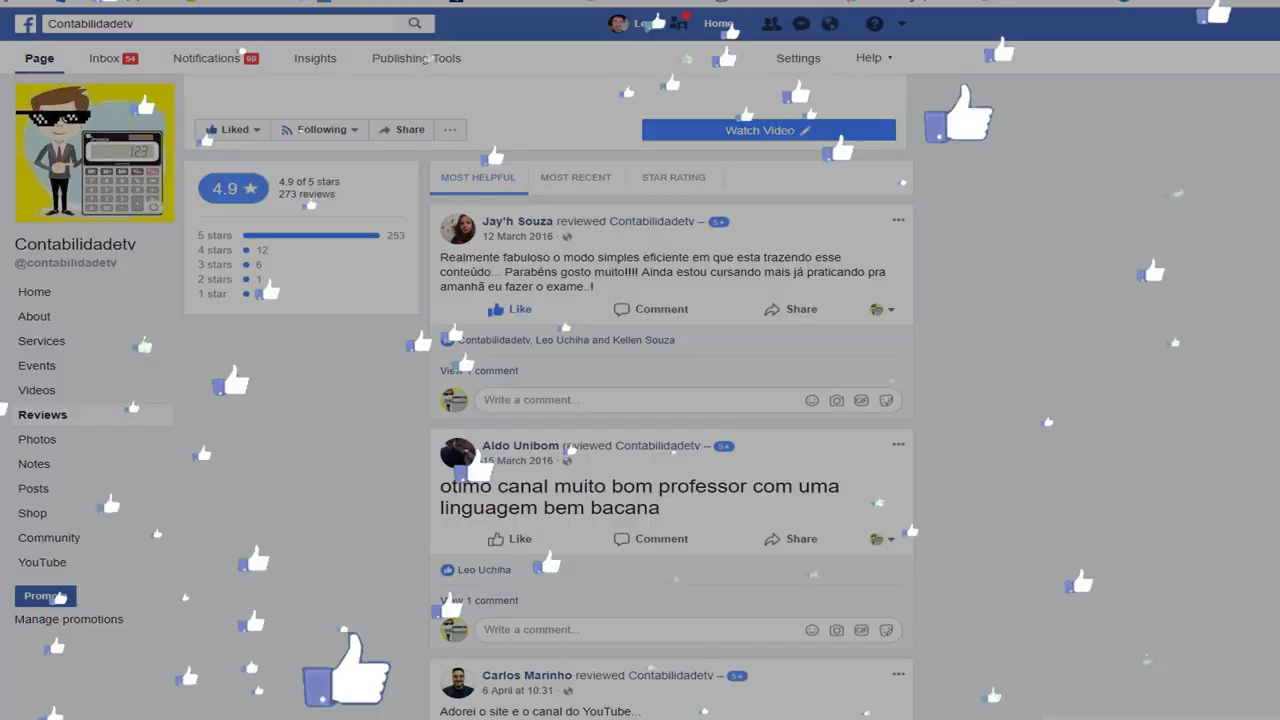 Contabilidadetv
Home
Page
Inbox 54
Notifications 99
Insights
Publishing Tools
Settings
Help
Liked
Following
Share
Watch Video
123
Contabilidadetv
@contabilidadetv
Home
About
Services
Events
Videos
Reviews
Photos
Notes
Posts
Shop
Community
YouTube
Manage promotions
4.9 ★
4.9 of 5 stars
273 reviews
5 stars 253
4 stars 12
3 stars 6
2 stars 1
1 star
MOST HELPFUL
MOST RECENT
STAR RATING
Jay'h Souza reviewed Contabilidadetv – 5★
12 March 2016
Realmente fabuloso o modo simples eficiente em que esta trazendo esse
conteúdo... Parabéns gosto muito!!!! Ainda estou cursando mais já praticando pra
amanhã eu fazer o exame..!
Like
Comment
Share
Contabilidadetv, Leo Uchiha and Kellen Souza
View 1 comment
Write a comment...
Aldo Unibom reviewed Contabilidadetv – 5★
15 March 2016
otimo canal muito bom professor com uma
linguagem bem bacana
Like
Comment
Share
Leo Uchiha
View 1 comment
Write a comment...
Carlos Marinho reviewed Contabilidadetv – 5★
6 April at 10:31
Adorei o site e o canal do YouTube...